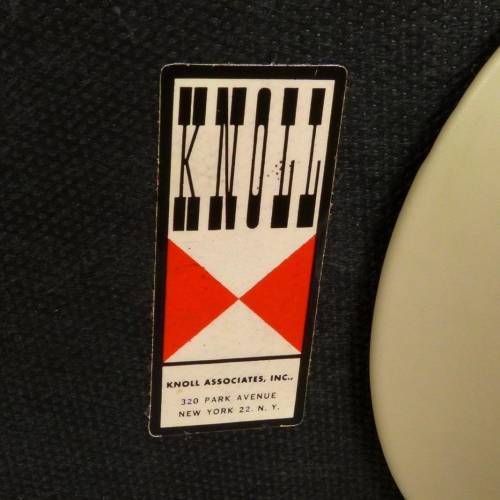 KNOLL
KNOLL ASSOCIATES, INC..
320 PARK AVENUE
NEW YORK 22. N. Y.